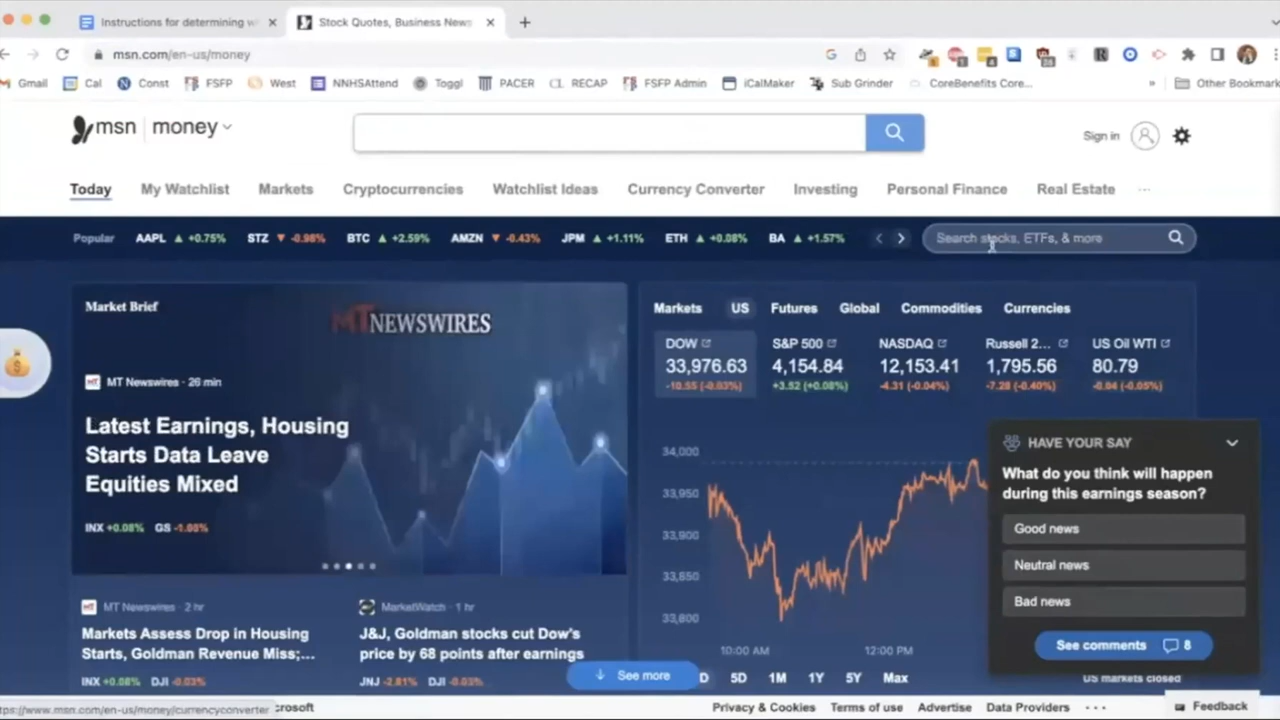 Instructions for determining w
Stock Quotes, Business News
msn.com/en-us/money
Gmail Cal Const FSFP West NNHSAttend Toggl PACER RECAP FSFP Admin iCalMaker Sub Grinder CoreBenefits Core... » Other Bookmark
msn money
Sign in
Today My Watchlist Markets Cryptocurrencies Watchlist Ideas Currency Converter Investing Personal Finance Real Estate ...
Popular AAPL +0.75% STZ -0.98% BTC +2.59% AMZN -0.43% JPM +1.11% ETH +0.08% BA +1.57%
Search stocks, ETFs, & more
Market Brief
MT NEWSWIRES
MT Newswires · 26 min
Latest Earnings, Housing
Starts Data Leave
Equities Mixed
INX +0.08% GS -1.08%
MT Newswires · 2 hr
Markets Assess Drop in Housing
Starts, Goldman Revenue Miss;...
INX +0.08% DJI -0.03%
MarketWatch · 1 hr
J&J, Goldman stocks cut Dow's
price by 68 points after earnings
JNJ -2.81% DJI -0.03%
See more
Markets US Futures Global Commodities Currencies
DOW S&P 500 NASDAQ Russell 2... US Oil WTI
33,976.63 4,154.84 12,153.41 1,795.56 80.79
-10.55 (-0.03%) +3.52 (+0.08%) -4.31 (-0.04%) -7.28 (-0.40%) -0.04 (-0.05%)
34,000
33,950
33,900
33,850
33,800
10:00 AM 12:00 PM
D 5D 1M 1Y 5Y Max
US markets closed
HAVE YOUR SAY
What do you think will happen
during this earnings season?
Good news
Neutral news
Bad news
See comments 8
tps://www.msn.com/en-us/money/currencyconverter
crosoft
Privacy & Cookies Terms of use Advertise Data Providers ...
Feedback